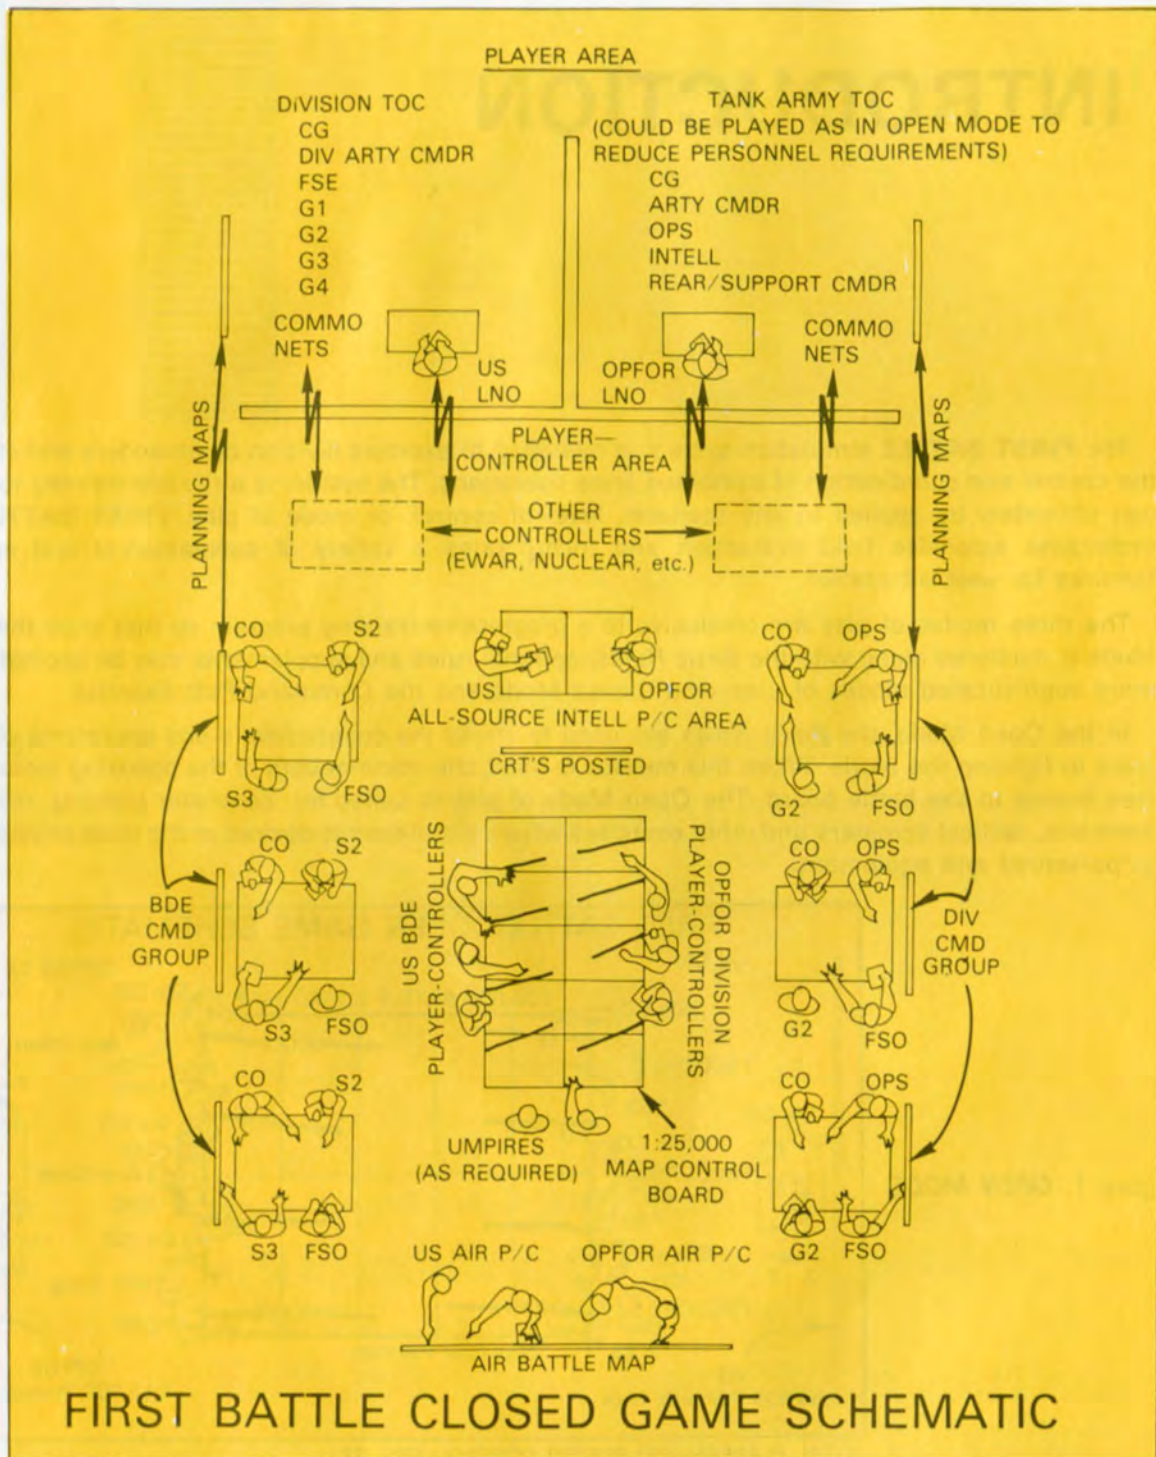 PLAYER AREA
DIVISION TOC
CG
DIV ARTY CMDR
FSE
G1
G2
G3
G4
TANK ARMY TOC
(COULD BE PLAYED AS IN OPEN MODE TO
REDUCE PERSONNEL REQUIREMENTS)
CG
ARTY CMDR
OPS
INTELL
REAR/SUPPORT CMDR
COMMO
NETS
US
LNO
OPFOR
LNO
COMMO
NETS
PLANNING MAPS
PLAYER—
CONTROLLER AREA
PLANNING MAPS
OTHER
CONTROLLERS
(EWAR, NUCLEAR, etc.)
CO
S2
S3
FSO
US
OPFOR
ALL-SOURCE INTELL P/C AREA
CRT'S POSTED
CO
OPS
G2
FSO
BDE
CMD
GROUP
CO
S2
S3
FSO
US BDE
PLAYER-CONTROLLERS
OPFOR DIVISION
PLAYER-CONTROLLERS
CO
OPS
G2
FSO
DIV
CMD
GROUP
CO
S2
S3
FSO
UMPIRES
(AS REQUIRED)
1:25,000
MAP CONTROL
BOARD
CO
OPS
G2
FSO
US AIR P/C
OPFOR AIR P/C
AIR BATTLE MAP
FIRST BATTLE CLOSED GAME SCHEMATIC